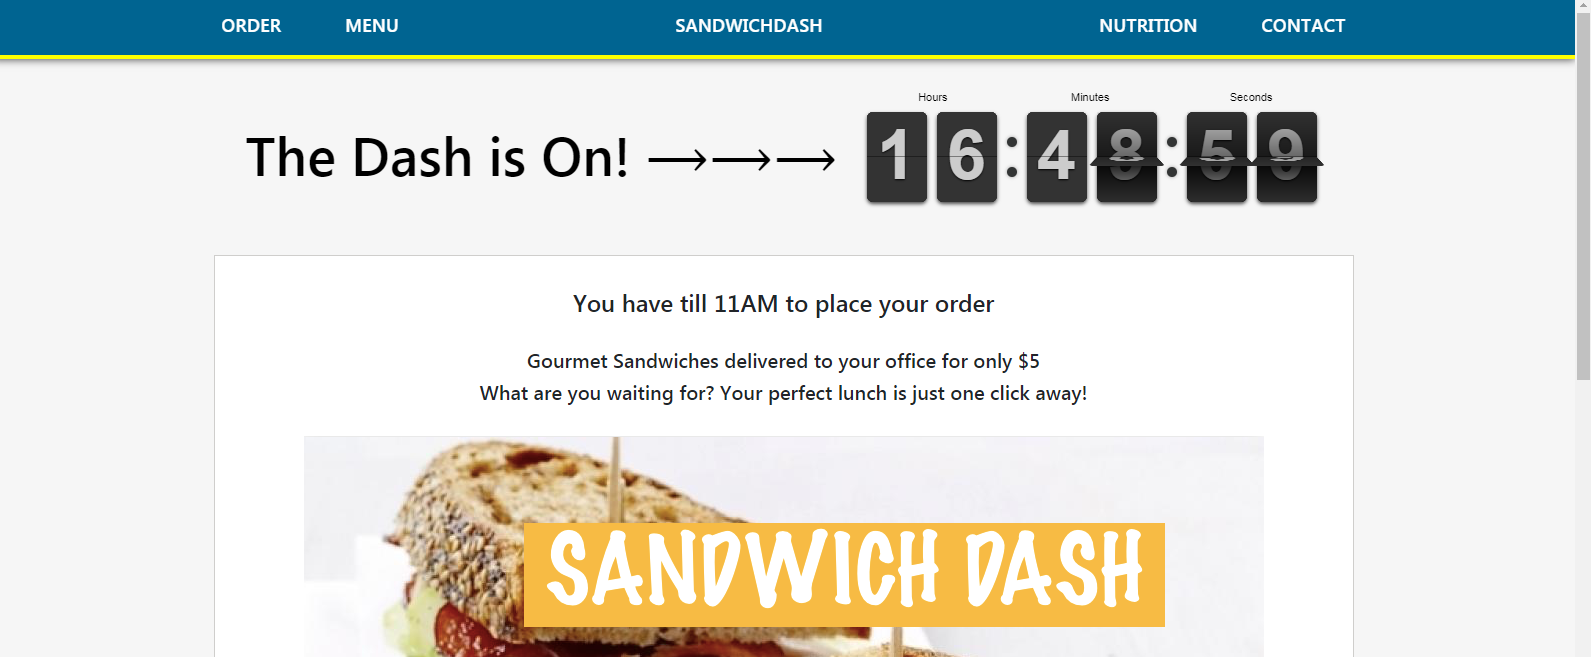 ORDER MENU SANDWICHDASH NUTRITION CONTACT
Hours Minutes Seconds
The Dash is On! ⟶⟶⟶ 16:48:59
You have till 11AM to place your order
Gourmet Sandwiches delivered to your office for only $5
What are you waiting for? Your perfect lunch is just one click away!
SANDWICH DASH